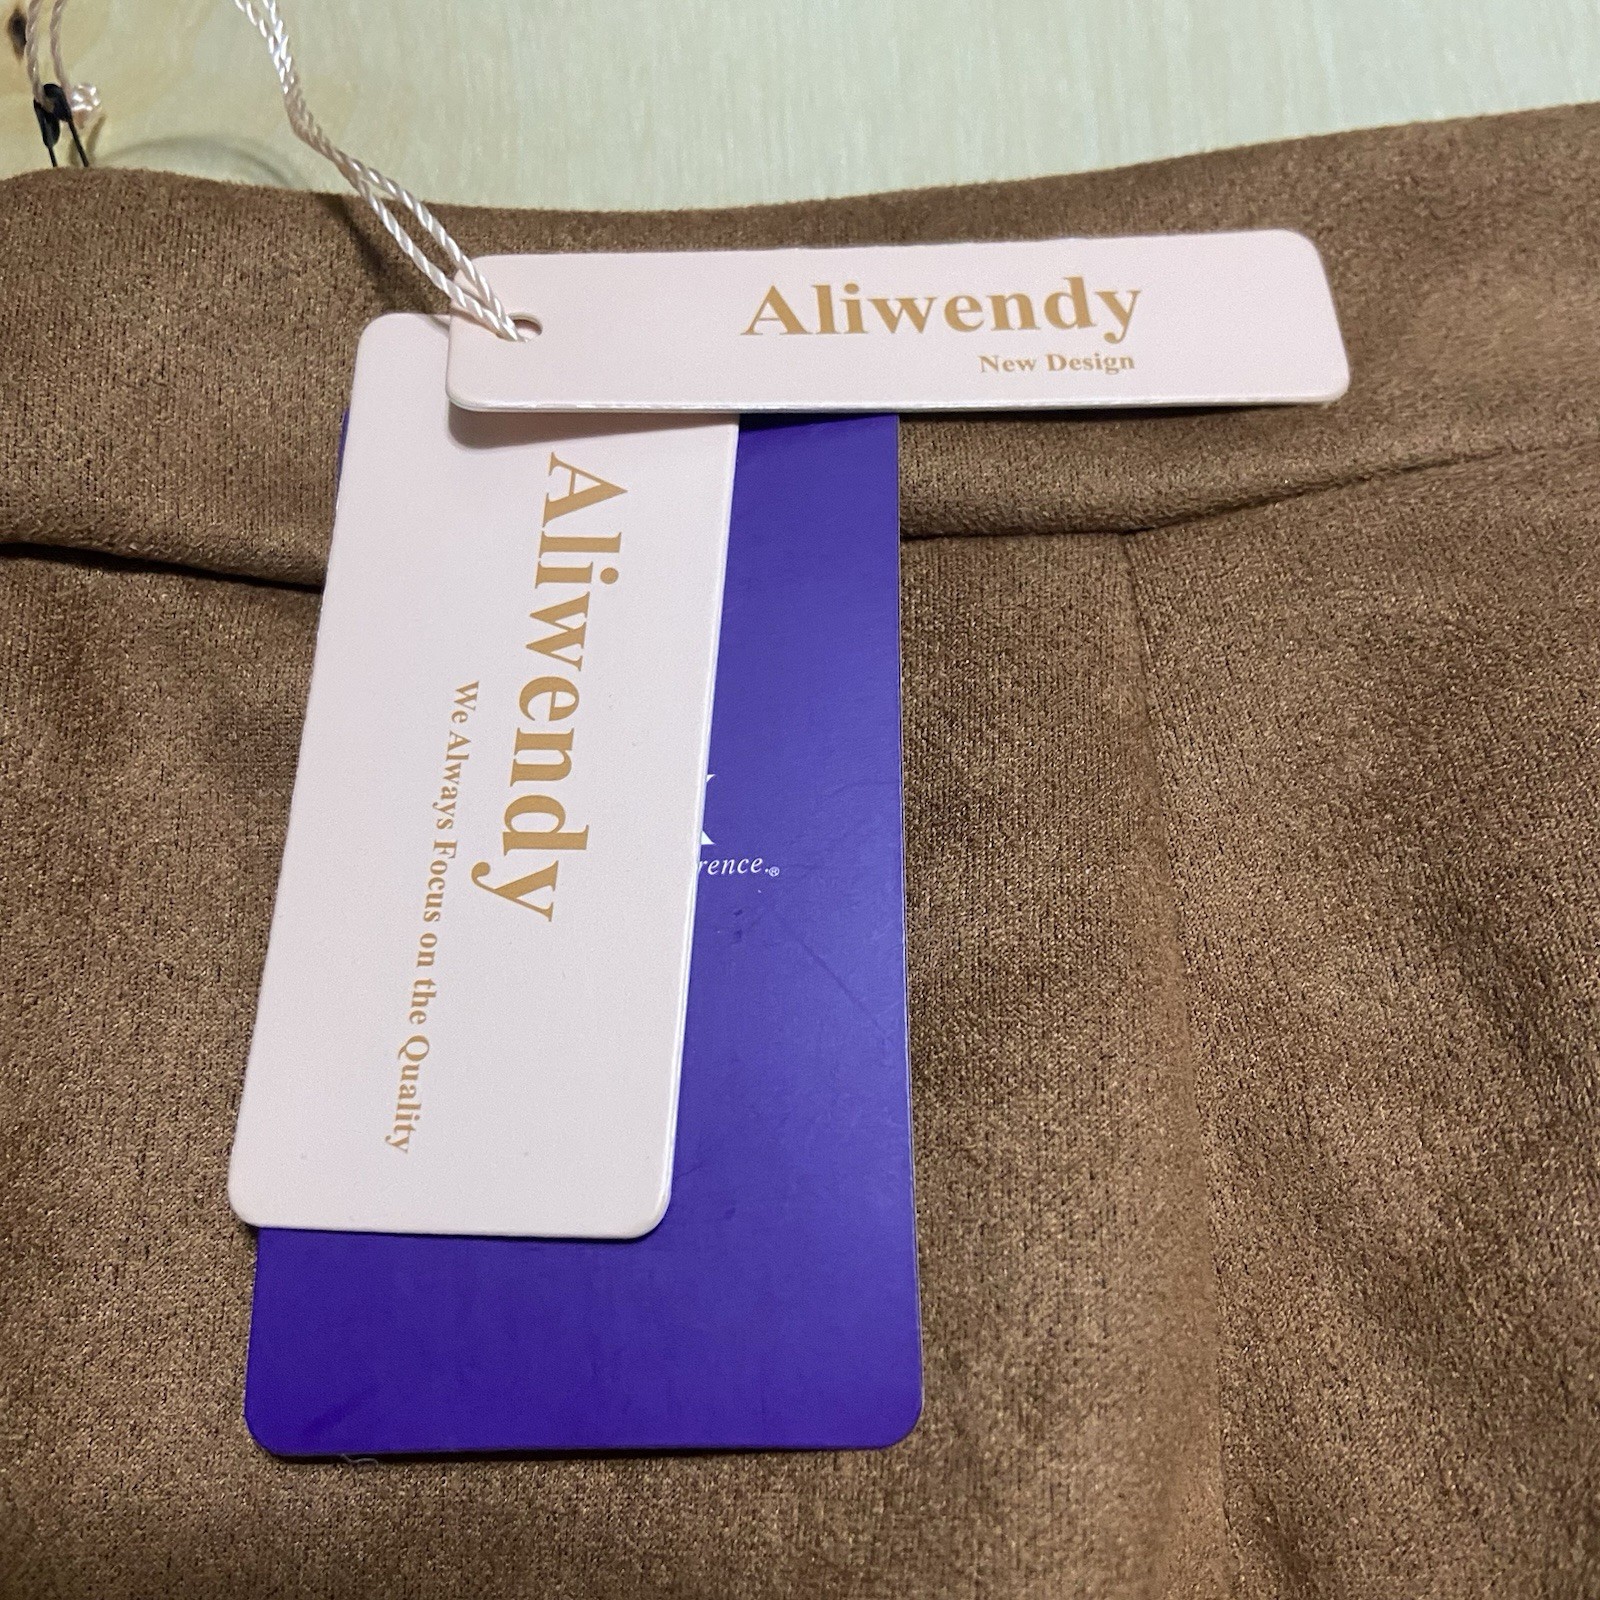 Aliwendy
New Design
Aliwendy
We Always Focus on the Quality